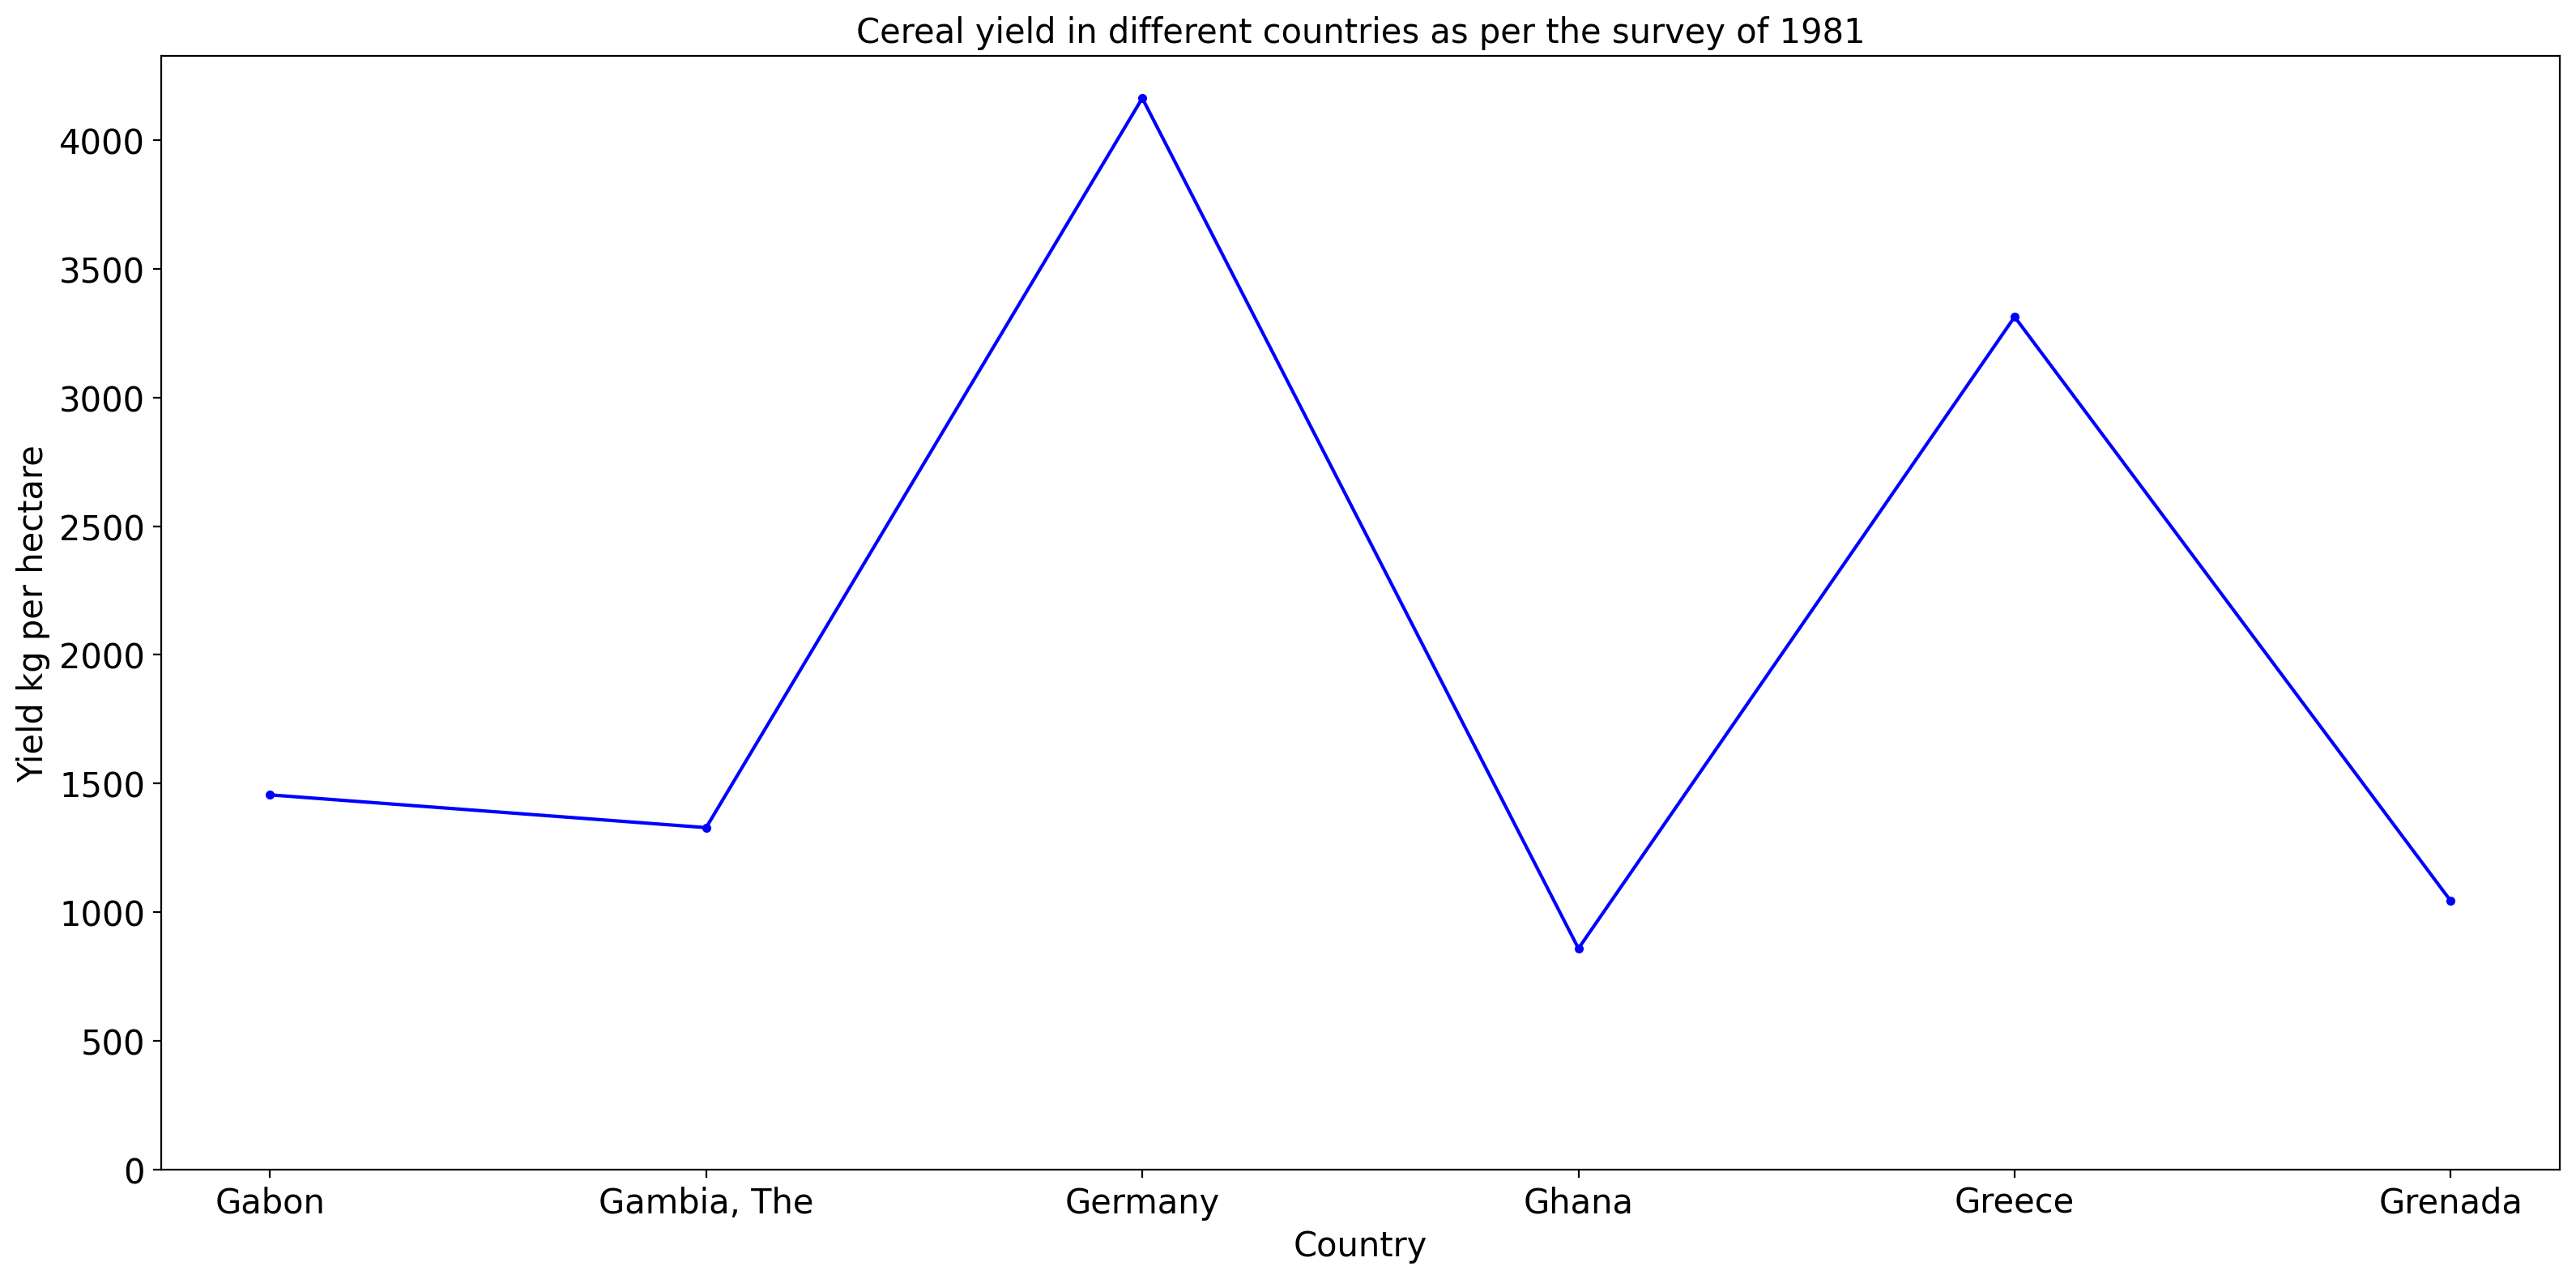 Cereal yield in different countries as per the survey of 1981
Yield kg per hectare
4000
3500
3000
2500
2000
1500
1000
500
0
Gabon Gambia, The Germany Ghana Greece Grenada
Country